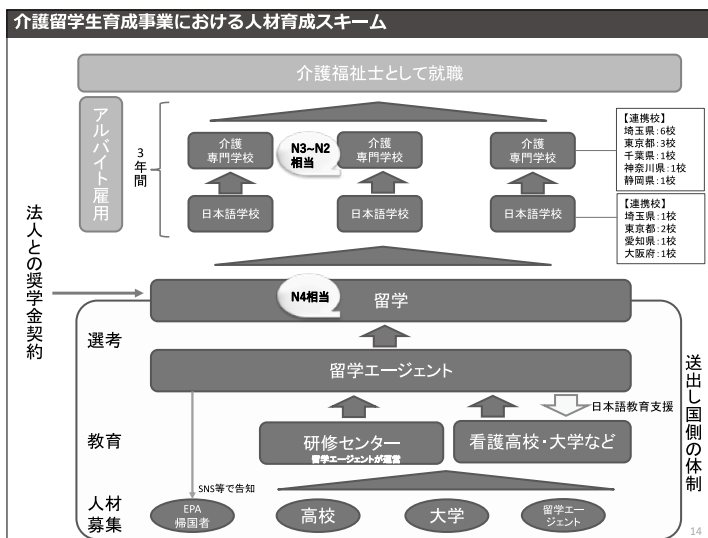 介護留学生育成事業における人材育成スキーム
介護福祉士として就職
アルバイト雇用
3年間
介護
専門学校
N3~N2
相当
介護
専門学校
介護
専門学校
【連携校】
埼玉県：6校
東京都：3校
千葉県：1校
神奈川県：1校
静岡県：1校
日本語学校
日本語学校
日本語学校
【連携校】
埼玉県：1校
東京都：2校
愛知県：1校
大阪府：1校
法人との奨学金契約
N4相当
留学
選考
留学エージェント
送出し国側の体制
日本語教育支援
教育
研修センター
留学エージェントが運営
看護高校・大学など
SNS等で告知
人材
募集
EPA
帰国者
高校
大学
留学エー
ジェント
14